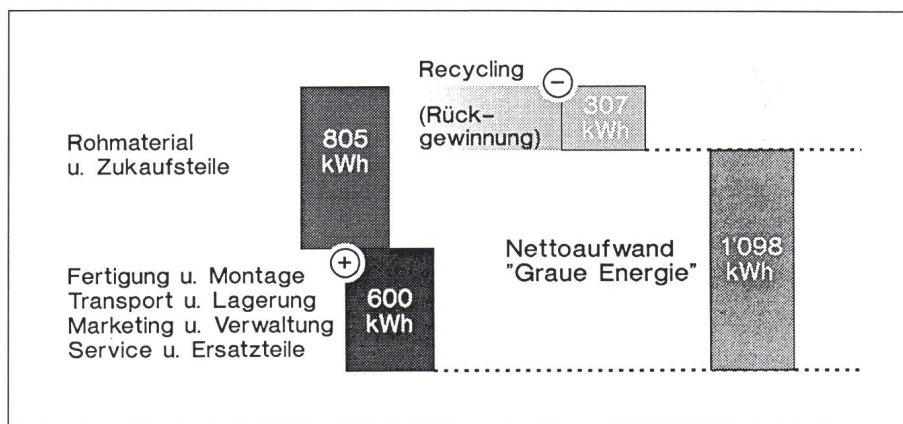 Recycling
−
(Rück-
gewinnung)
307
kWh
Rohmaterial
u. Zukaufsteile
805
kWh
+
Fertigung u. Montage
Transport u. Lagerung
Marketing u. Verwaltung
Service u. Ersatzteile
600
kWh
Nettoaufwand
"Graue Energie"
1'098
kWh